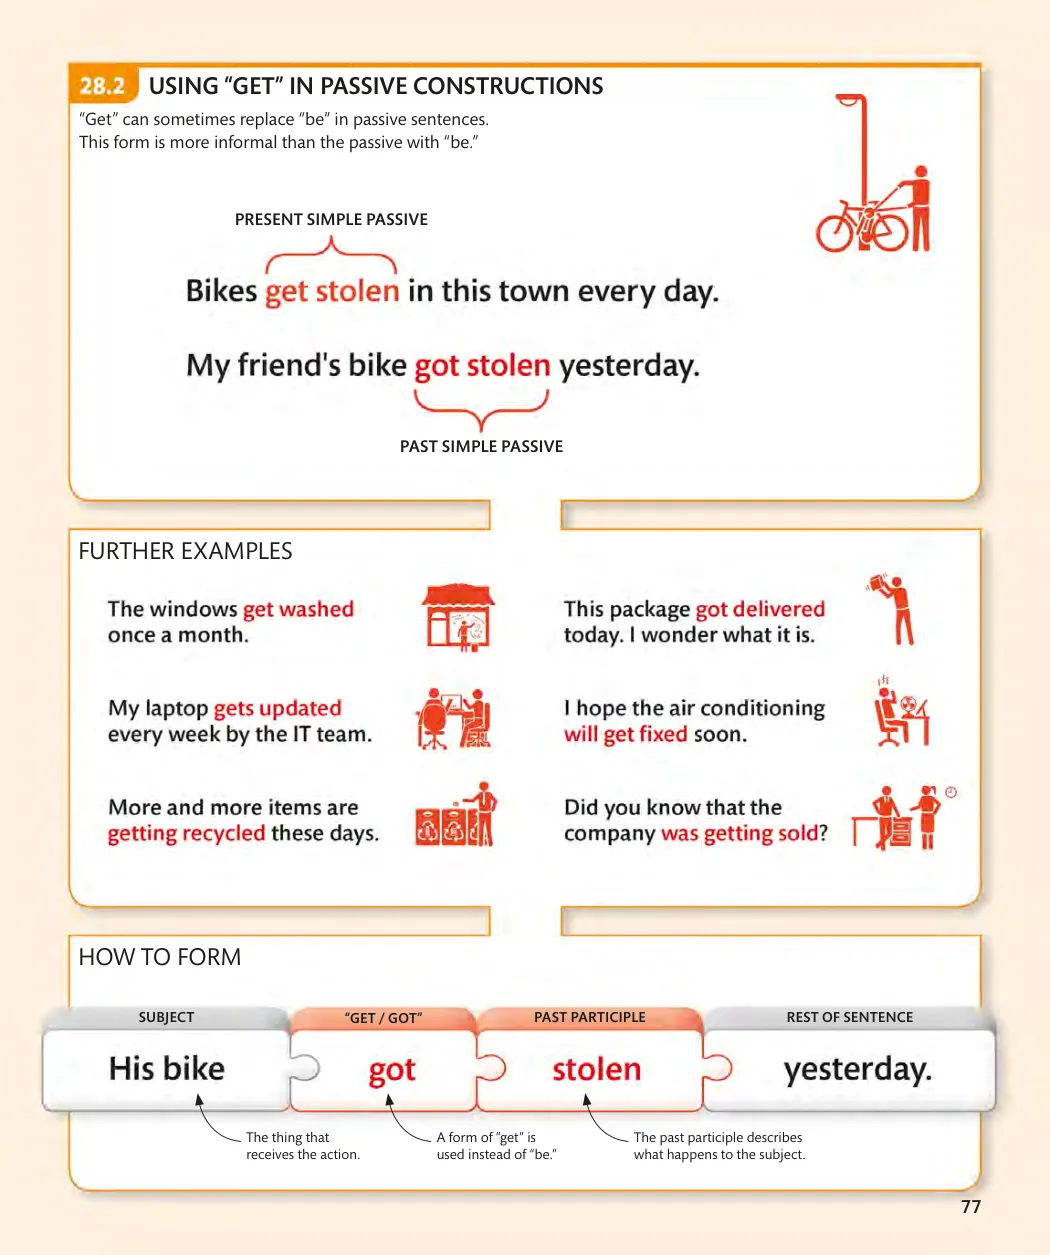 28.2 USING “GET” IN PASSIVE CONSTRUCTIONS
“Get” can sometimes replace “be” in passive sentences.
This form is more informal than the passive with “be.”
PRESENT SIMPLE PASSIVE
Bikes get stolen in this town every day.
My friend's bike got stolen yesterday.
PAST SIMPLE PASSIVE
FURTHER EXAMPLES
The windows get washed
once a month.
This package got delivered
today. I wonder what it is.
My laptop gets updated
every week by the IT team.
I hope the air conditioning
will get fixed soon.
More and more items are
getting recycled these days.
Did you know that the
company was getting sold?
HOW TO FORM
SUBJECT
“GET / GOT”
PAST PARTICIPLE
REST OF SENTENCE
His bike
got
stolen
yesterday.
The thing that
receives the action.
A form of “get” is
used instead of “be.”
The past participle describes
what happens to the subject.
77